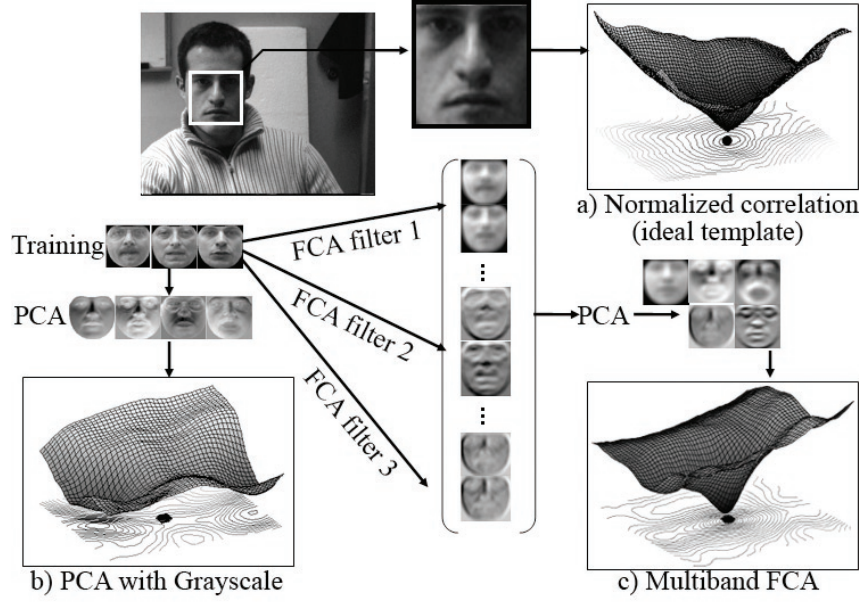 a) Normalized correlation
(ideal template)
Training
FCA filter 1
FCA filter 2
FCA filter 3
PCA
PCA
b) PCA with Grayscale
c) Multiband FCA